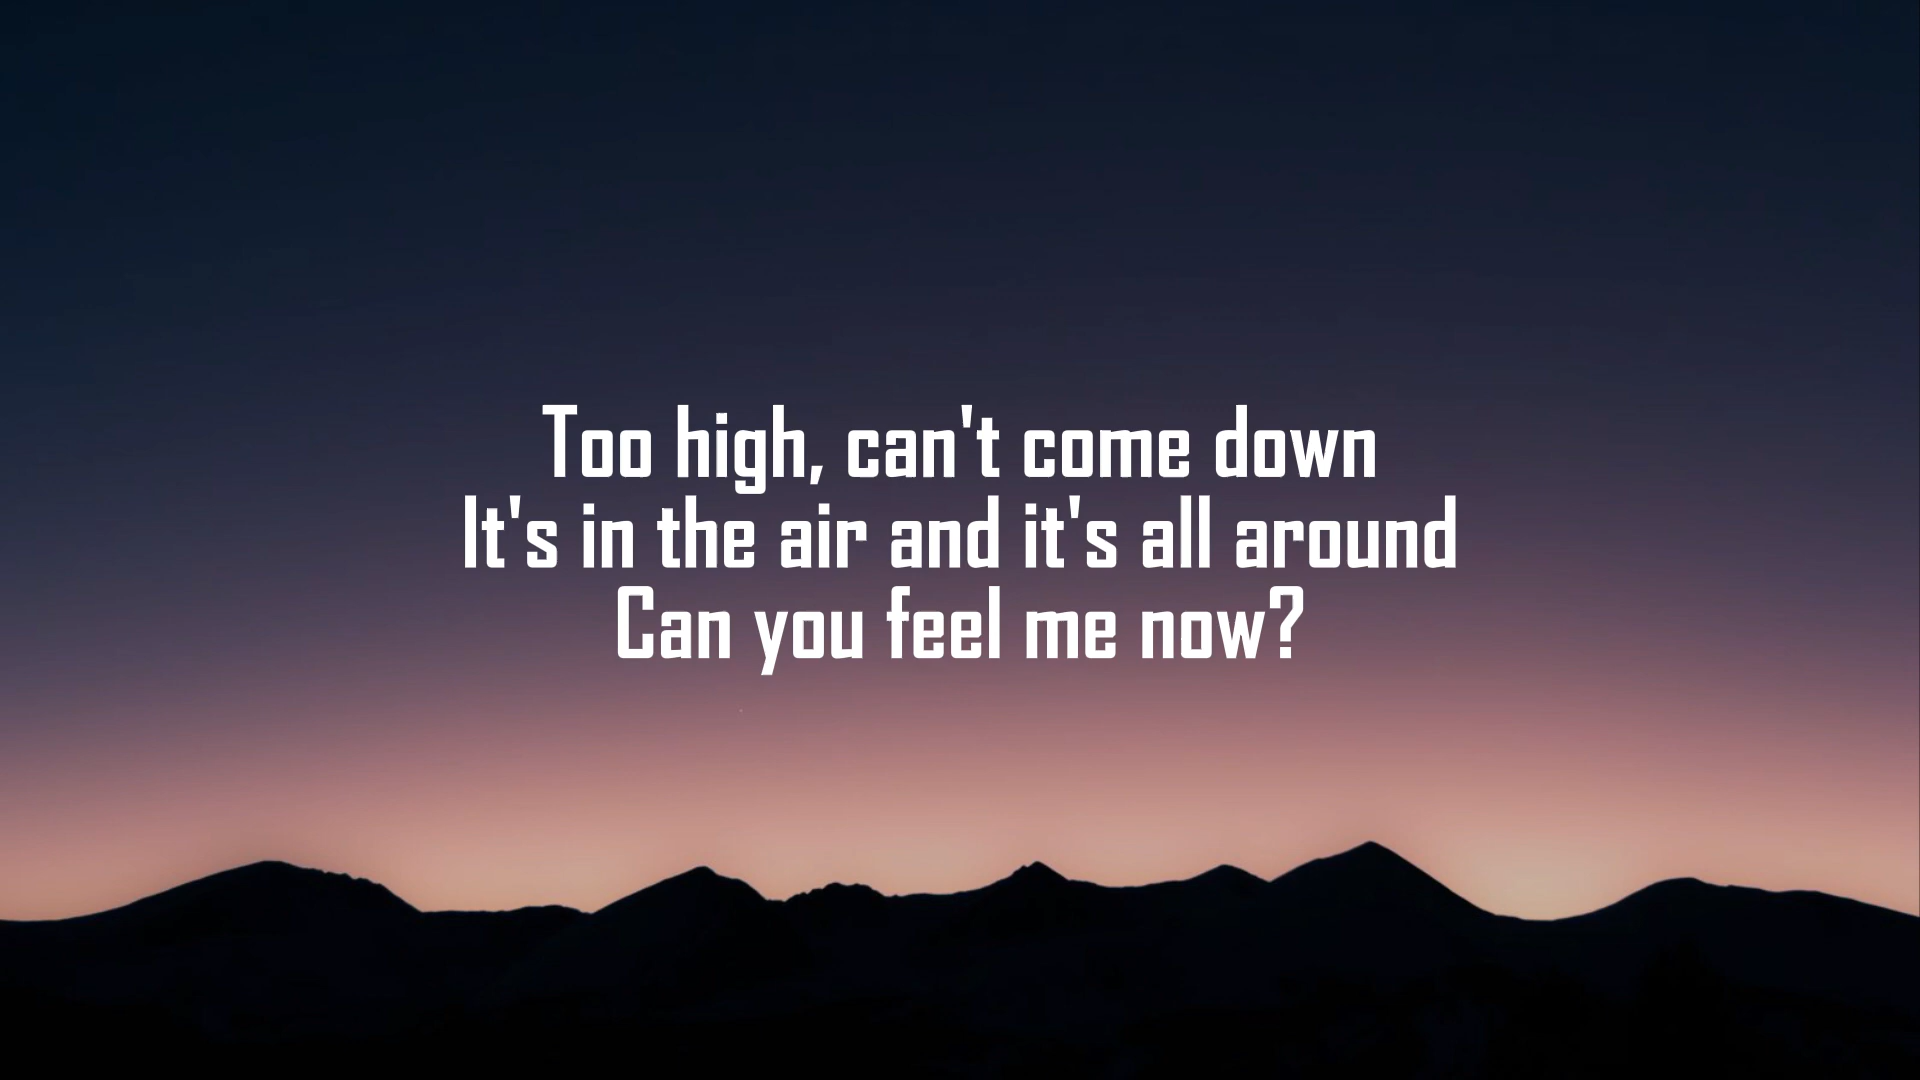 Too high, can't come down
It's in the air and it's all around
Can you feel me now?